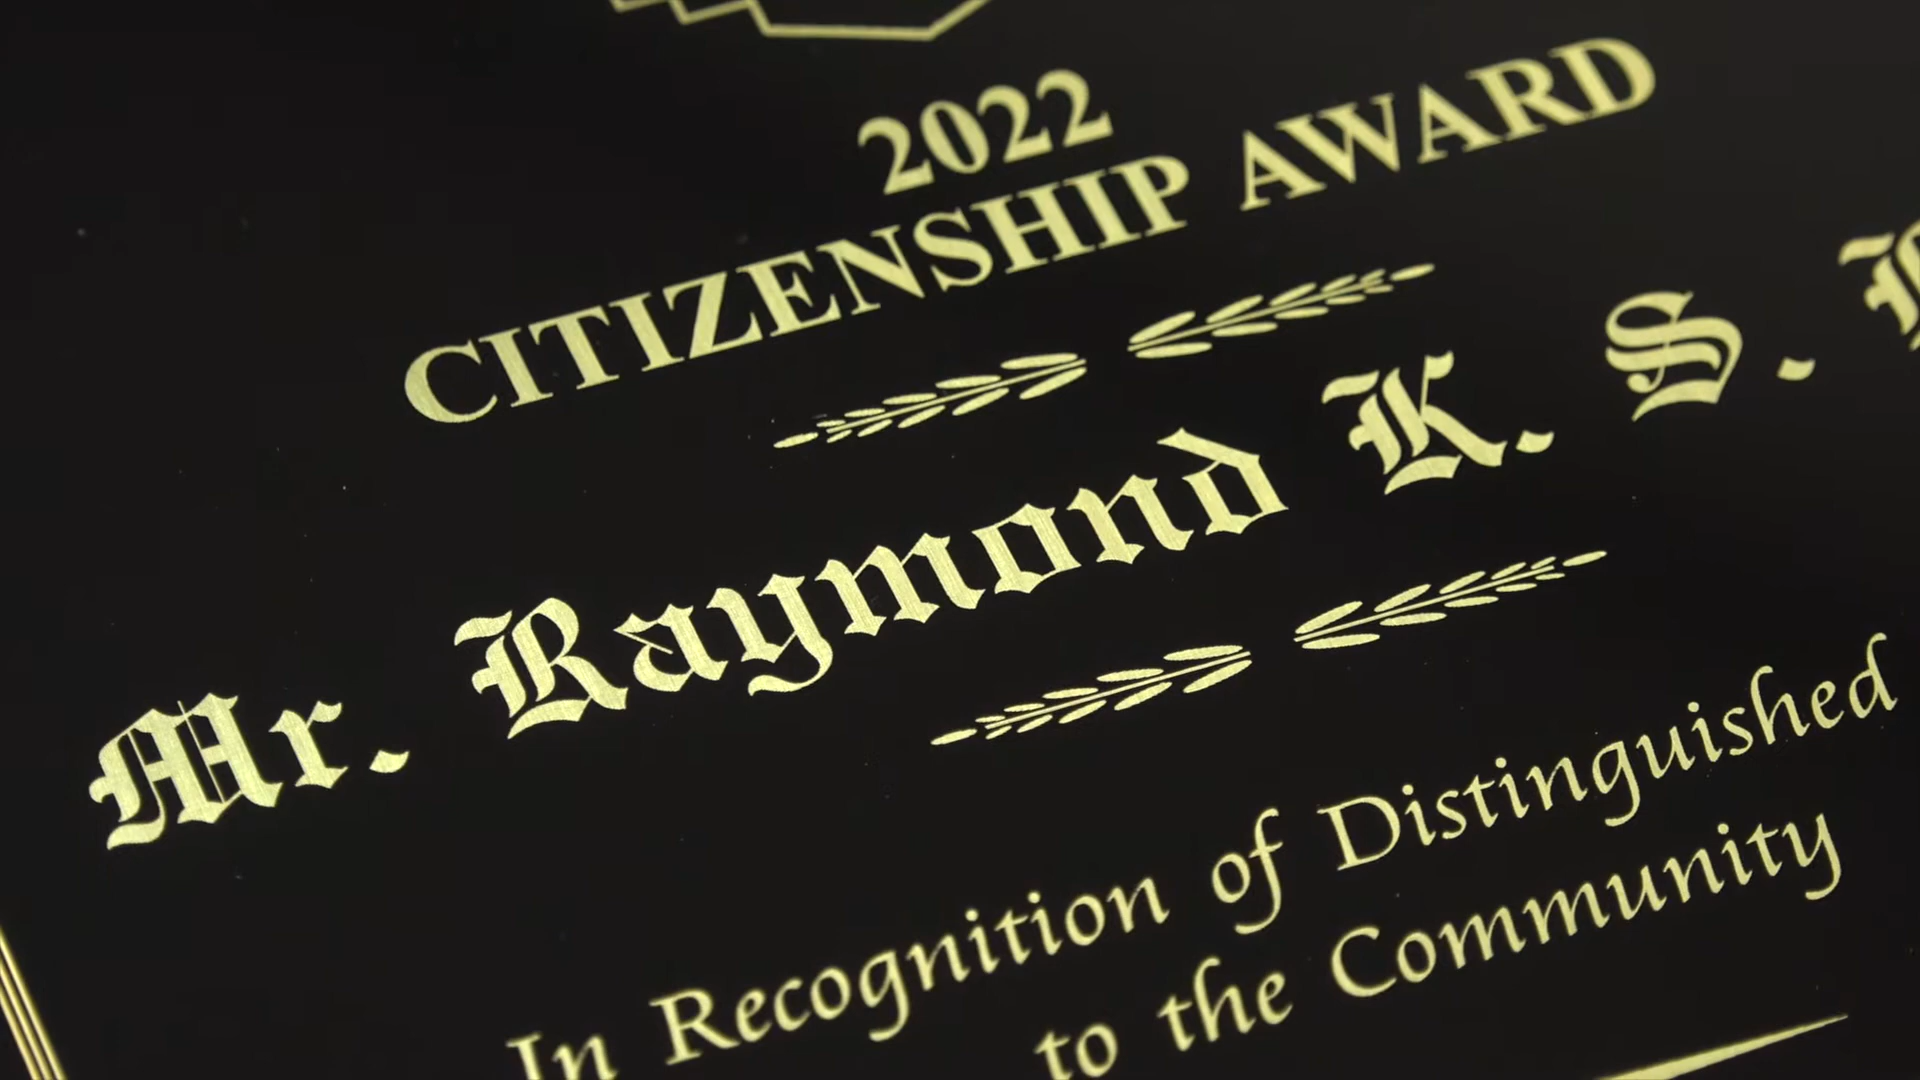 2022
CITIZENSHIP AWARD
Mr. Raymond K. S.
In Recognition of Distinguished
to the Community